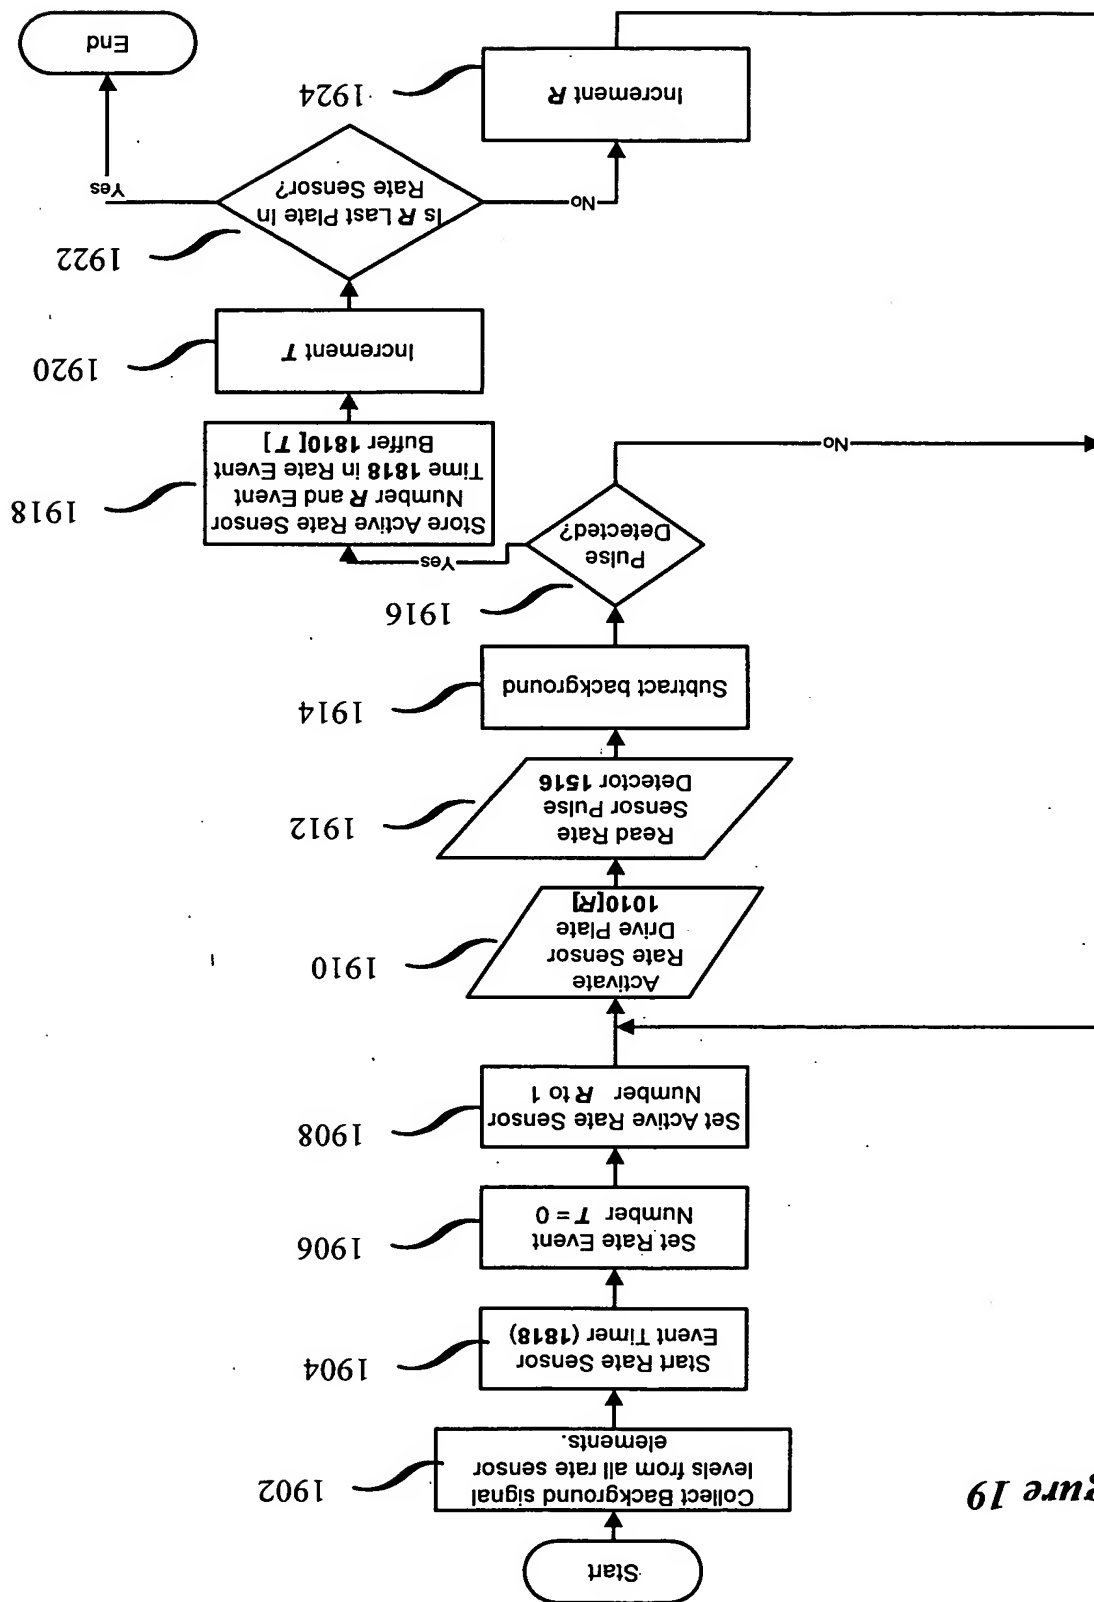 gure 19
Start
Collect Background signal
levels from all rate sensor
elements.
1902
Start Rate Sensor
Event Timer (1818)
1904
Set Rate Event
Number T = 0
1906
Set Active Rate Sensor
Number R to 1
1908
Activate
Rate Sensor
Drive Plate
1010[R]
1910
Read Rate
Sensor Pulse
Detector 1516
1912
Subtract background
1914
Pulse
Detected?
1916
Yes
No
Store Active Rate Sensor
Number R and Event
Time 1818 in Rate Event
Buffer 1810[T]
1918
Increment T
1920
Is R Last Plate In
Rate Sensor?
1922
No
Yes
Increment R
1924
End